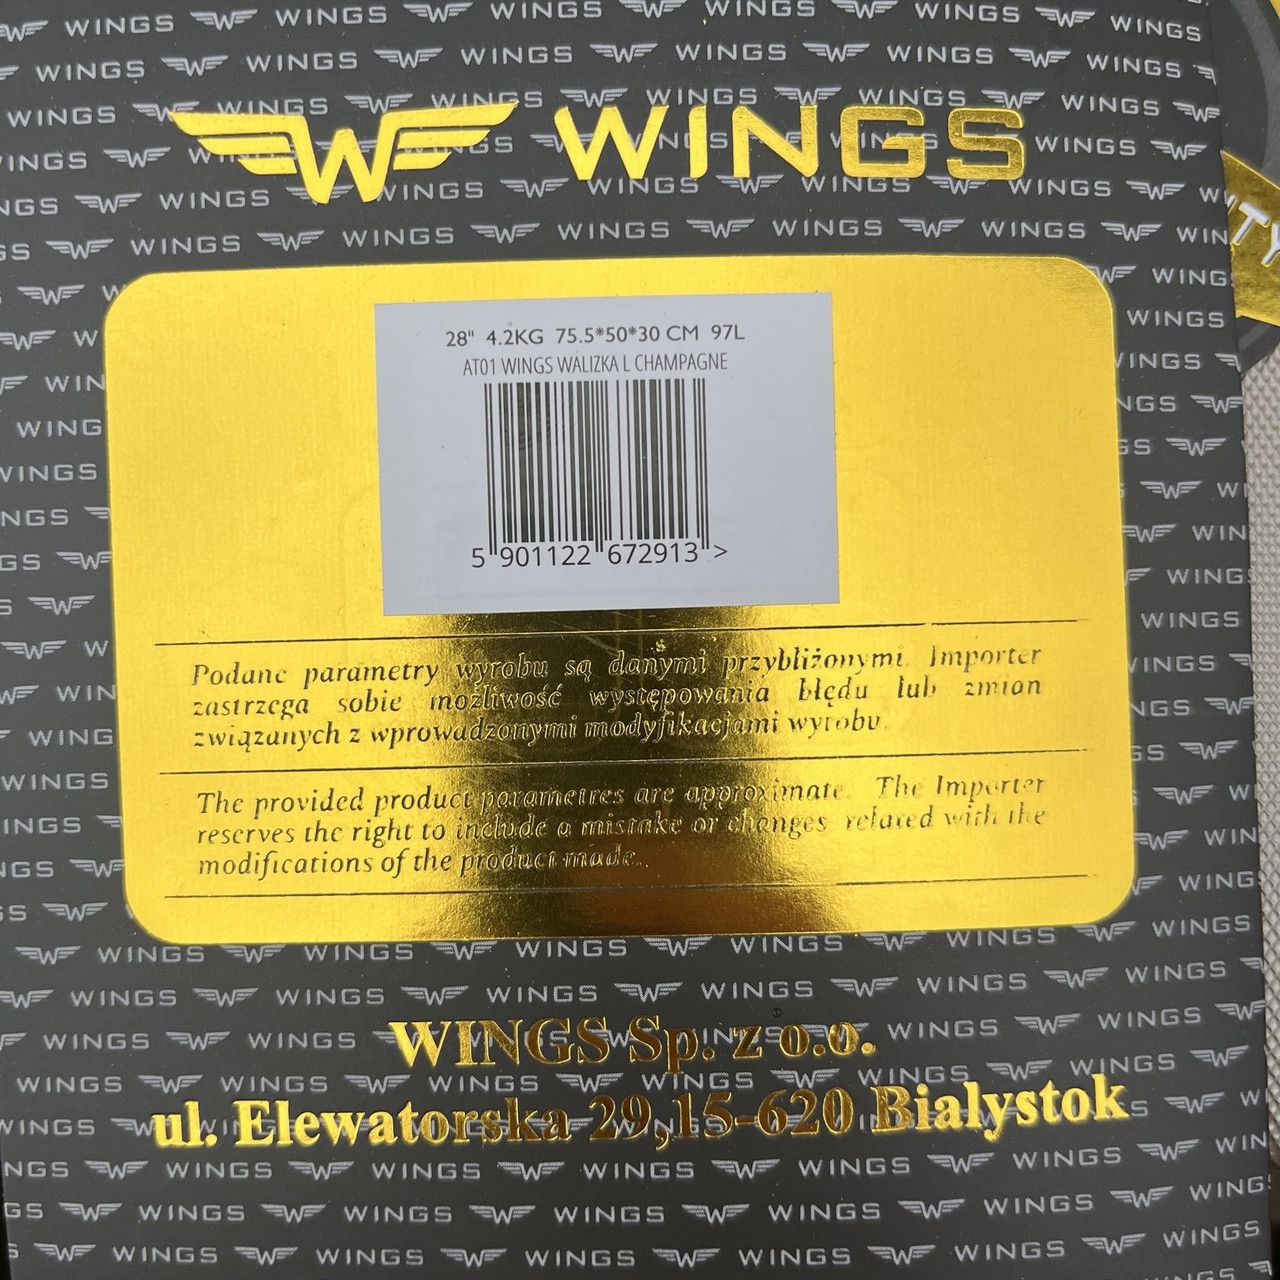 WINGS
28" 4.2KG 75.5*50*30 CM 97L
AT01 WINGS WALIZKA L CHAMPAGNE
5 901122 672913 >
Podane parametry wyrobu są danymi przybliżonymi. Importer
zastrzega sobie możliwość występowania błędu lub zmian
związanych z wprowadzonymi modyfikacjami wyrobu.
The provided product parametres are approximate. The Importer
reserves the right to include a mistake or changes related with the
modifications of the product made.
WINGS Sp. z o.o.
ul. Elewatorska 29,15-620 Bialystok